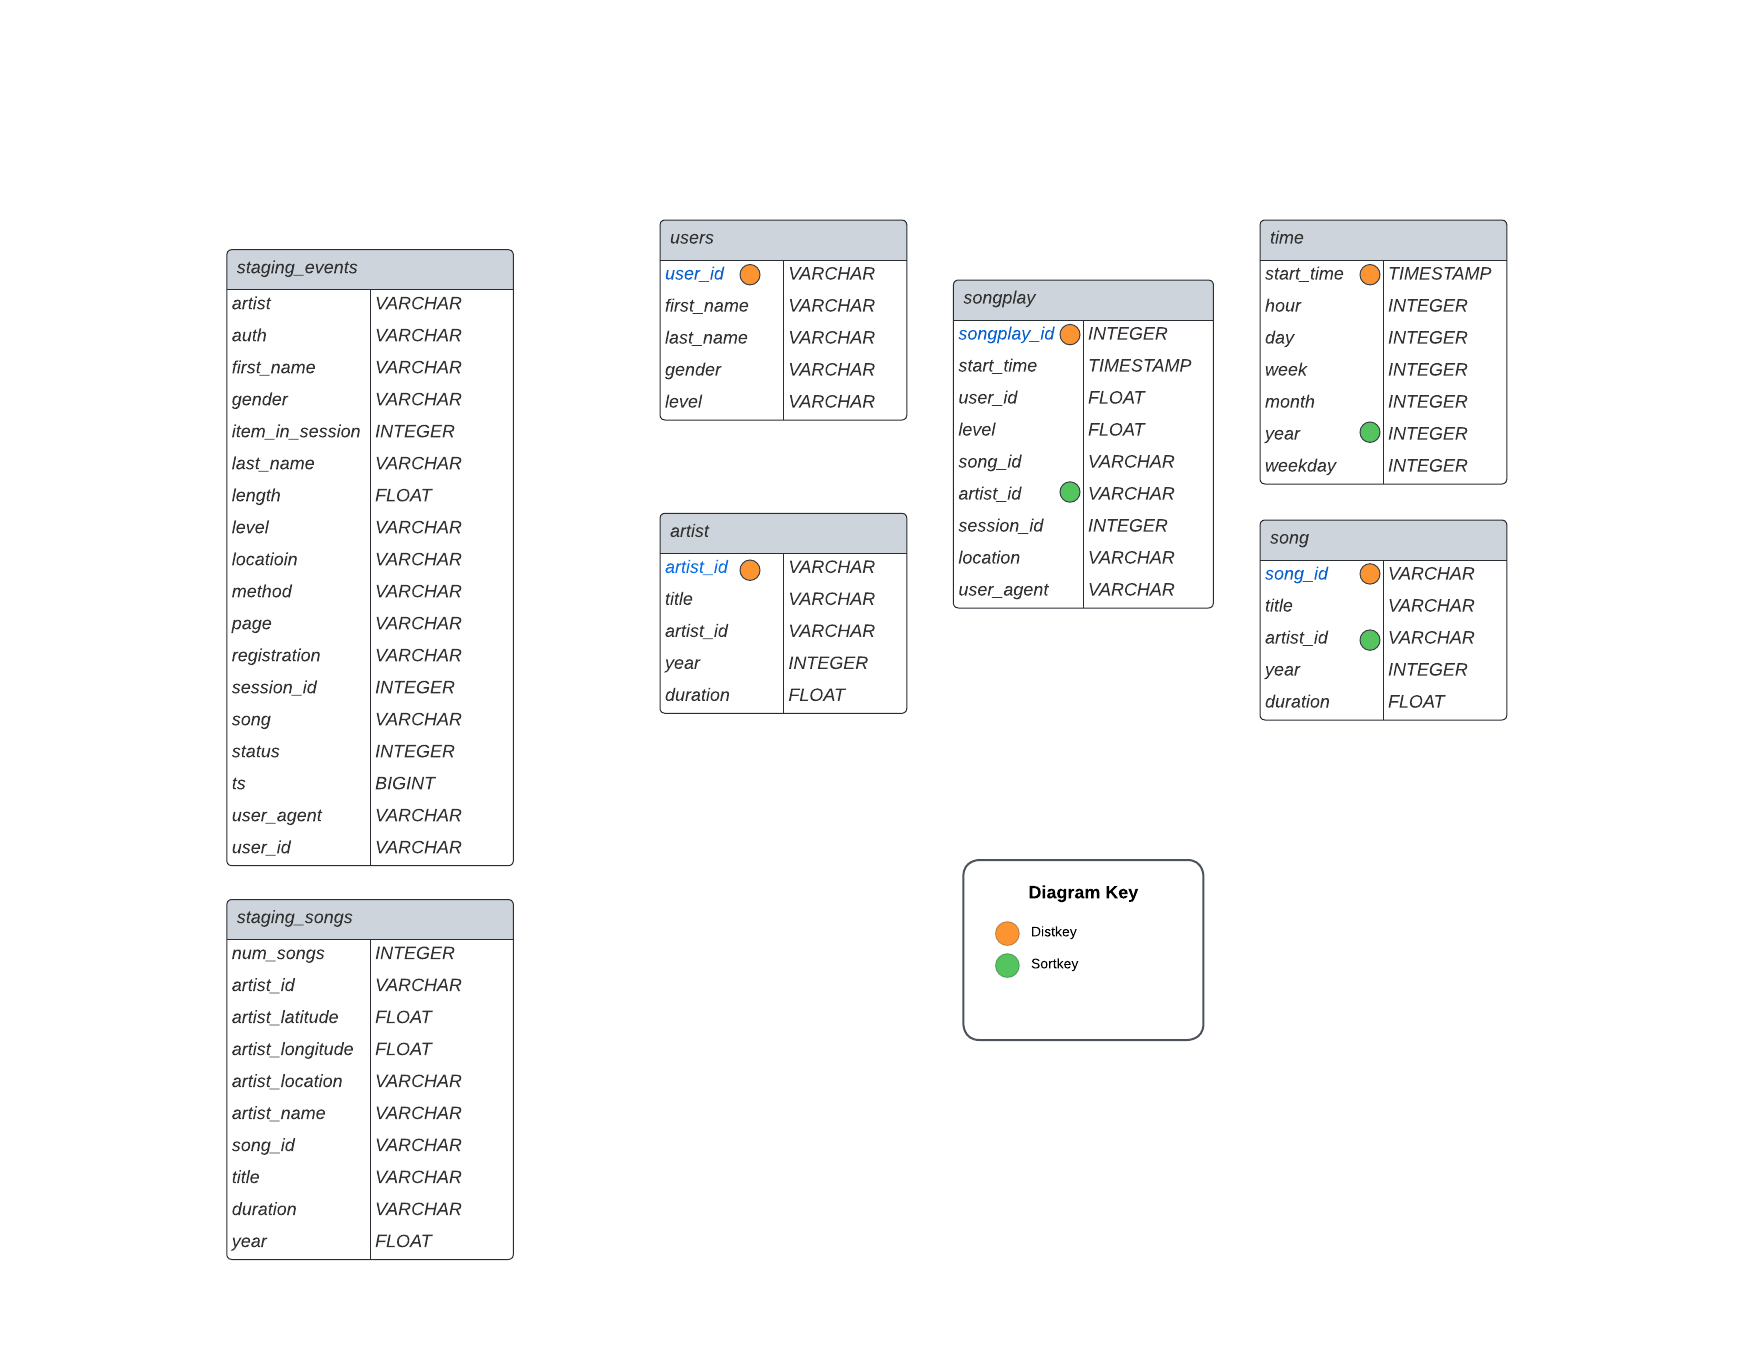 staging_events
artist VARCHAR
auth VARCHAR
first_name VARCHAR
gender VARCHAR
item_in_session INTEGER
last_name VARCHAR
length FLOAT
level VARCHAR
locatioin VARCHAR
method VARCHAR
page VARCHAR
registration VARCHAR
session_id INTEGER
song VARCHAR
status INTEGER
ts BIGINT
user_agent VARCHAR
user_id VARCHAR
staging_songs
num_songs INTEGER
artist_id VARCHAR
artist_latitude FLOAT
artist_longitude FLOAT
artist_location VARCHAR
artist_name VARCHAR
song_id VARCHAR
title VARCHAR
duration VARCHAR
year FLOAT
users
user_id VARCHAR
first_name VARCHAR
last_name VARCHAR
gender VARCHAR
level VARCHAR
artist
artist_id VARCHAR
title VARCHAR
artist_id VARCHAR
year INTEGER
duration FLOAT
songplay
songplay_id INTEGER
start_time TIMESTAMP
user_id FLOAT
level FLOAT
song_id VARCHAR
artist_id VARCHAR
session_id INTEGER
location VARCHAR
user_agent VARCHAR
time
start_time TIMESTAMP
hour INTEGER
day INTEGER
week INTEGER
month INTEGER
year INTEGER
weekday INTEGER
song
song_id VARCHAR
title VARCHAR
artist_id VARCHAR
year INTEGER
duration FLOAT
Diagram Key
Distkey
Sortkey